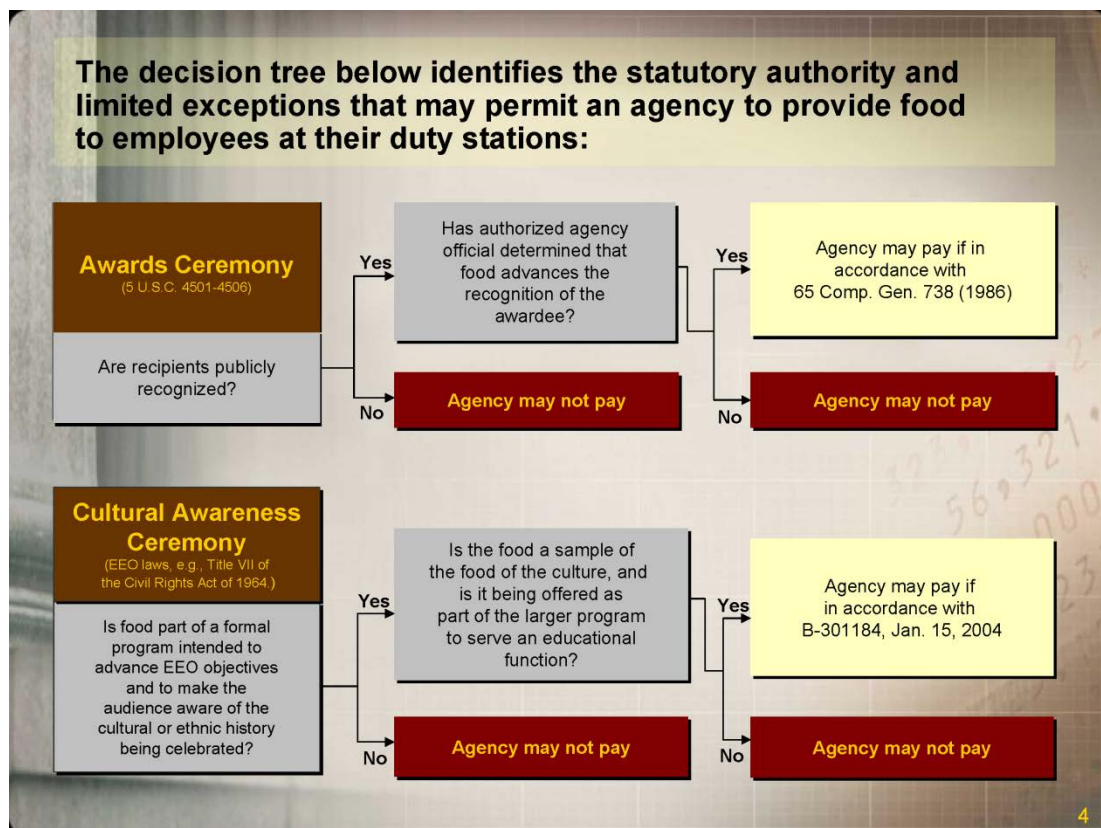 The decision tree below identifies the statutory authority and
limited exceptions that may permit an agency to provide food
to employees at their duty stations:
Awards Ceremony
(5 U.S.C. 4501-4506)
Are recipients publicly
recognized?
Yes
No
Has authorized agency
official determined that
food advances the
recognition of the
awardee?
Agency may not pay
Yes
No
Agency may pay if in
accordance with
65 Comp. Gen. 738 (1986)
Agency may not pay
Cultural Awareness
Ceremony
(EEO laws, e.g., Title VII of
the Civil Rights Act of 1964.)
Is food part of a formal
program intended to
advance EEO objectives
and to make the
audience aware of the
cultural or ethnic history
being celebrated?
Yes
No
Is the food a sample of
the food of the culture, and
is it being offered as
part of the larger program
to serve an educational
function?
Agency may not pay
Yes
No
Agency may pay if
in accordance with
B-301184, Jan. 15, 2004
Agency may not pay
4